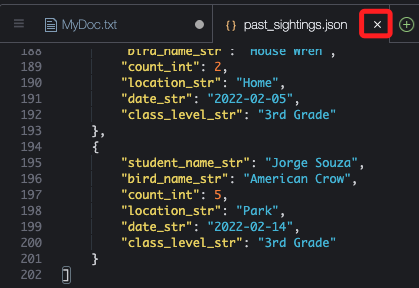 MyDoc.txt
{ } past_sightings.json
188 "bird_name_str": "House Wren",
189 "count_int": 2,
190 "location_str": "Home",
191 "date_str": "2022-02-05",
192 "class_level_str": "3rd Grade"
193 },
194 {
195 "student_name_str": "Jorge Souza",
196 "bird_name_str": "American Crow",
197 "count_int": 5,
198 "location_str": "Park",
199 "date_str": "2022-02-14",
200 "class_level_str": "3rd Grade"
201 }
202 ]